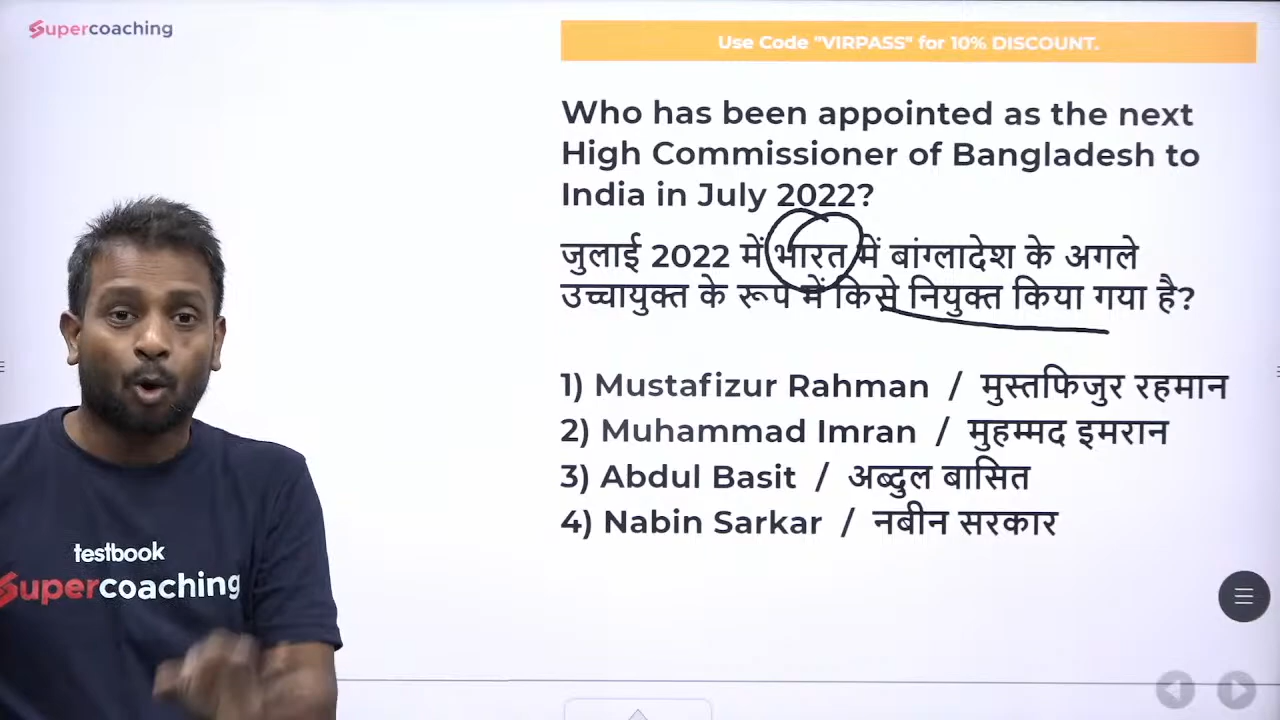 Supercoaching
Use Code "VIRPASS" for 10% DISCOUNT.
Who has been appointed as the next
High Commissioner of Bangladesh to
India in July 2022?
जुलाई 2022 में भारत में बांग्लादेश के अगले
उच्चायुक्त के रूप में किसे नियुक्त किया गया है?
1) Mustafizur Rahman / मुस्तफिजुर रहमान
2) Muhammad Imran / मुहम्मद इमरान
3) Abdul Basit / अब्दुल बासित
4) Nabin Sarkar / नबीन सरकार
testbook
Supercoaching